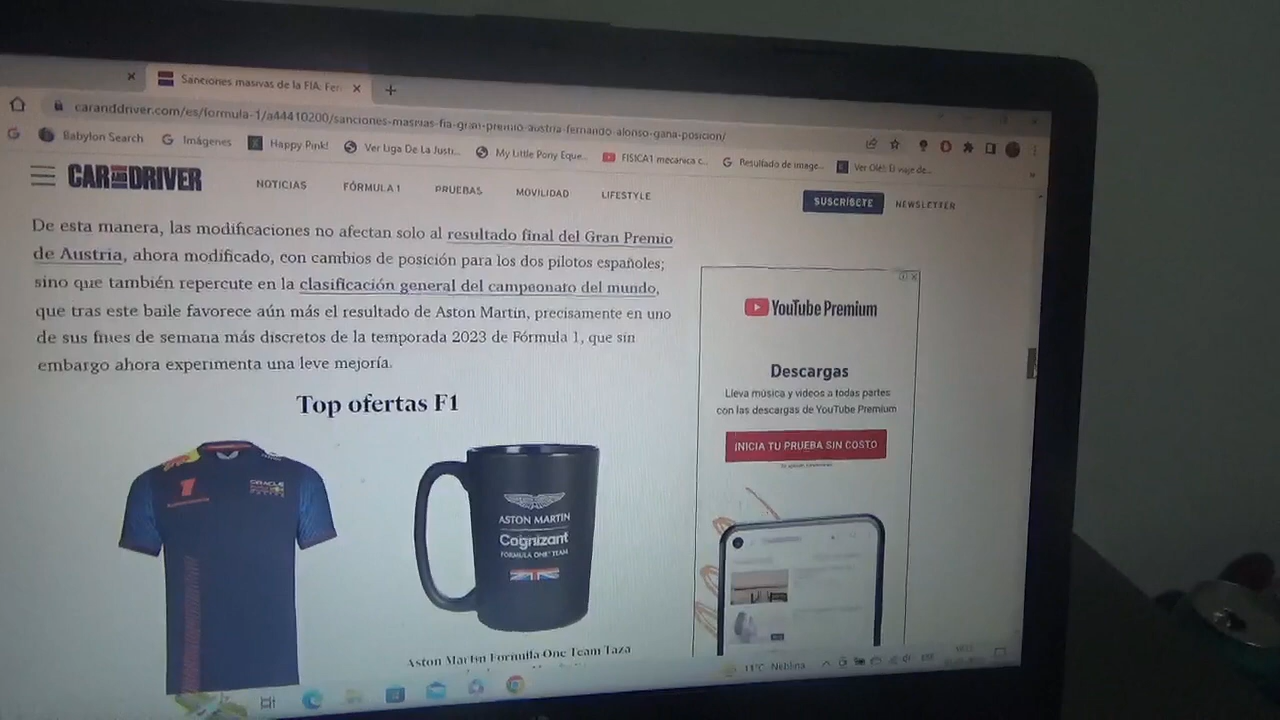 Sanciones masivas de la FIA: Fer
caranddriver.com/es/formula-1/a44410200/sanciones-masivas-fia-gran-premio-austria-fernando-alonso-gana-posicion/
Babylon Search
Imágenes
Happy Pink!
Ver Liga De La Justi...
My Little Pony Eque...
FISICA1 mecanica c...
Resultado de image...
Ver Olé! El viaje de...
CAR AND DRIVER
NOTICIAS
FÓRMULA 1
PRUEBAS
MOVILIDAD
LIFESTYLE
SUSCRÍBETE
NEWSLETTER
De esta manera, las modificaciones no afectan solo al resultado final del Gran Premio
de Austria, ahora modificado, con cambios de posición para los dos pilotos españoles;
sino que también repercute en la clasificación general del campeonato del mundo,
que tras este baile favorece aún más el resultado de Aston Martin, precisamente en uno
de sus fines de semana más discretos de la temporada 2023 de Fórmula 1, que sin
embargo ahora experimenta una leve mejoría.
Top ofertas F1
1
ORACLE
ASTON MARTIN
Cognizant
FORMULA ONE TEAM
Aston Martin Formula One Team Taza
YouTube Premium
Descargas
Lleva música y videos a todas partes
con las descargas de YouTube Premium
INICIA TU PRUEBA SIN COSTO
11°C Neblina
ESP